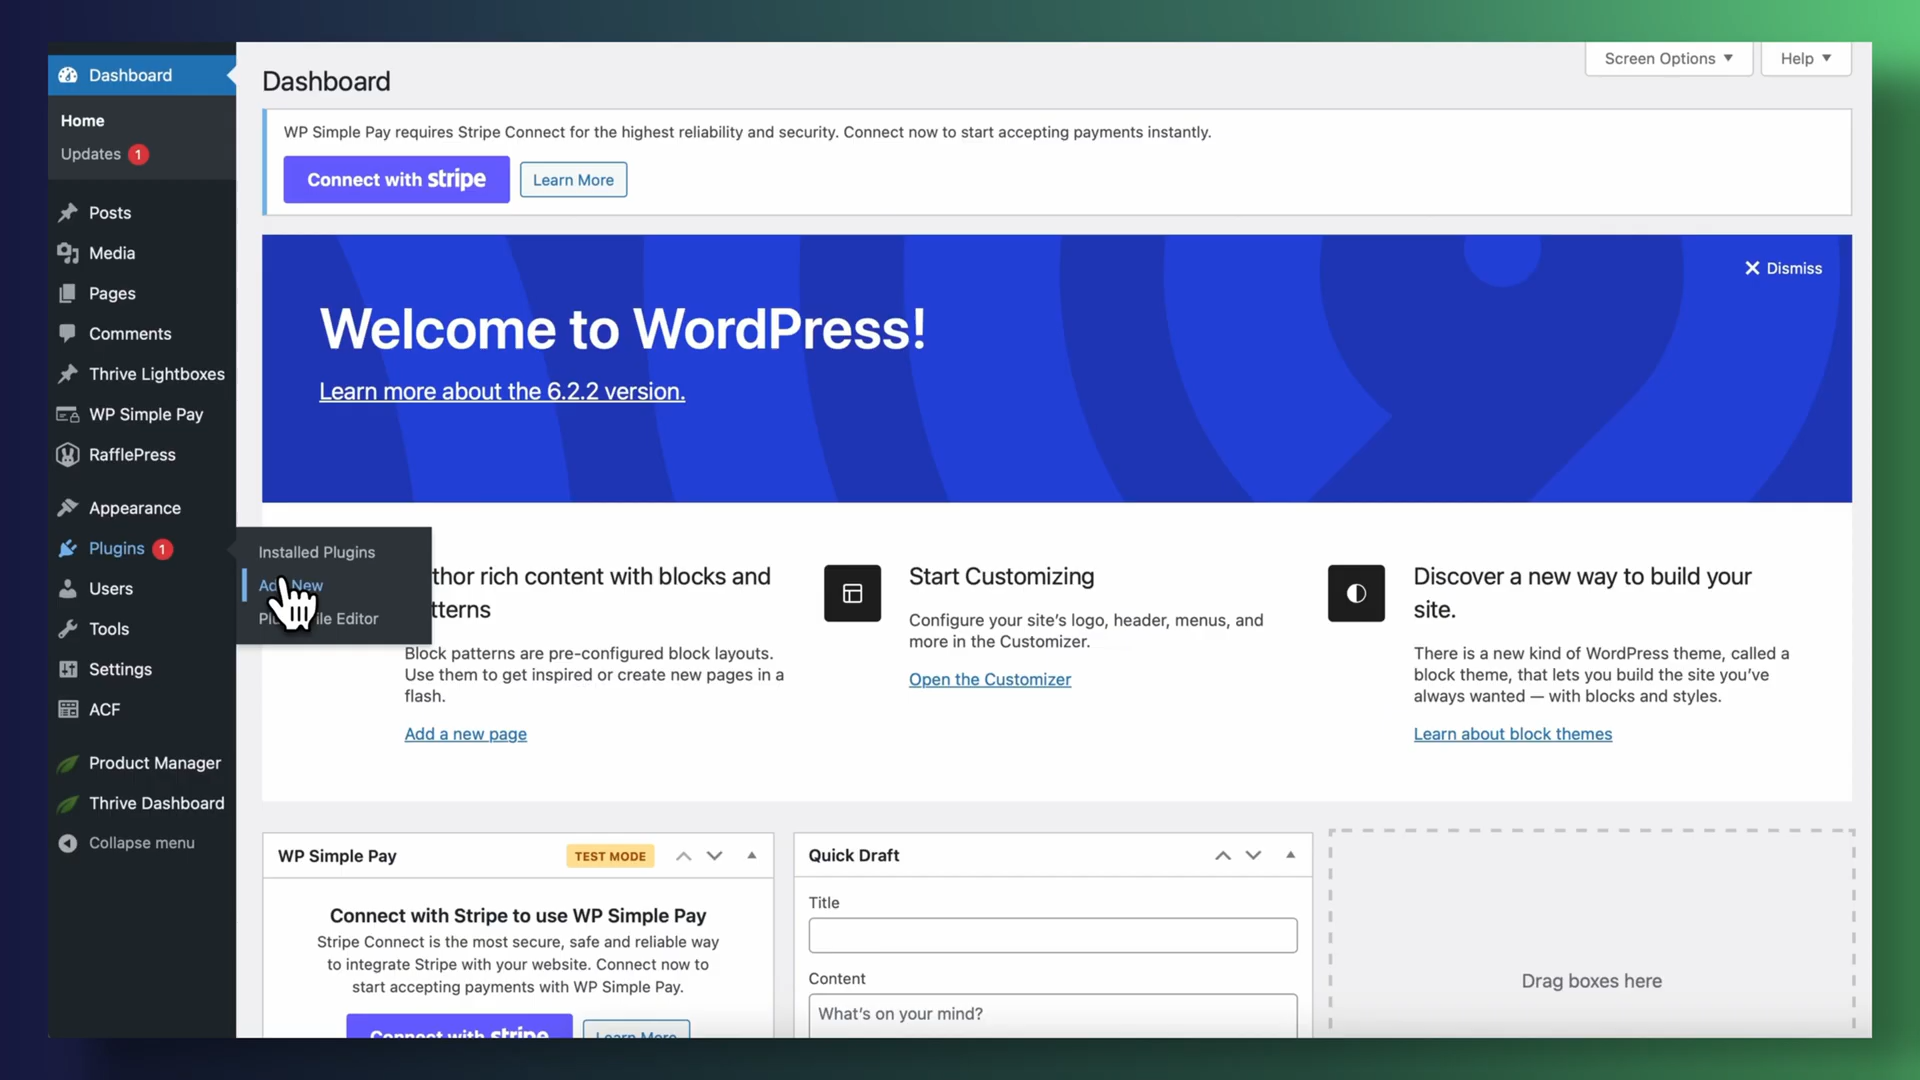 Dashboard
Home
Updates 1
Posts
Media
Pages
Comments
Thrive Lightboxes
WP Simple Pay
RafflePress
Appearance
Plugins 1
Users
Tools
Settings
ACF
Product Manager
Thrive Dashboard
Collapse menu
Installed Plugins
Add New
File Editor
Screen Options
Help
Dashboard
WP Simple Pay requires Stripe Connect for the highest reliability and security. Connect now to start accepting payments instantly.
Connect with stripe
Learn More
Dismiss
Welcome to WordPress!
Learn more about the 6.2.2 version.
thor rich content with blocks and
tterns
Block patterns are pre-configured block layouts.
Use them to get inspired or create new pages in a
flash.
Add a new page
Start Customizing
Configure your site's logo, header, menus, and
more in the Customizer.
Open the Customizer
Discover a new way to build your
site.
There is a new kind of WordPress theme, called a
block theme, that lets you build the site you've
always wanted — with blocks and styles.
Learn about block themes
WP Simple Pay
TEST MODE
Connect with Stripe to use WP Simple Pay
Stripe Connect is the most secure, safe and reliable way
to integrate Stripe with your website. Connect now to
start accepting payments with WP Simple Pay.
Connect with stripe
Learn More
Quick Draft
Title
Content
What's on your mind?
Drag boxes here